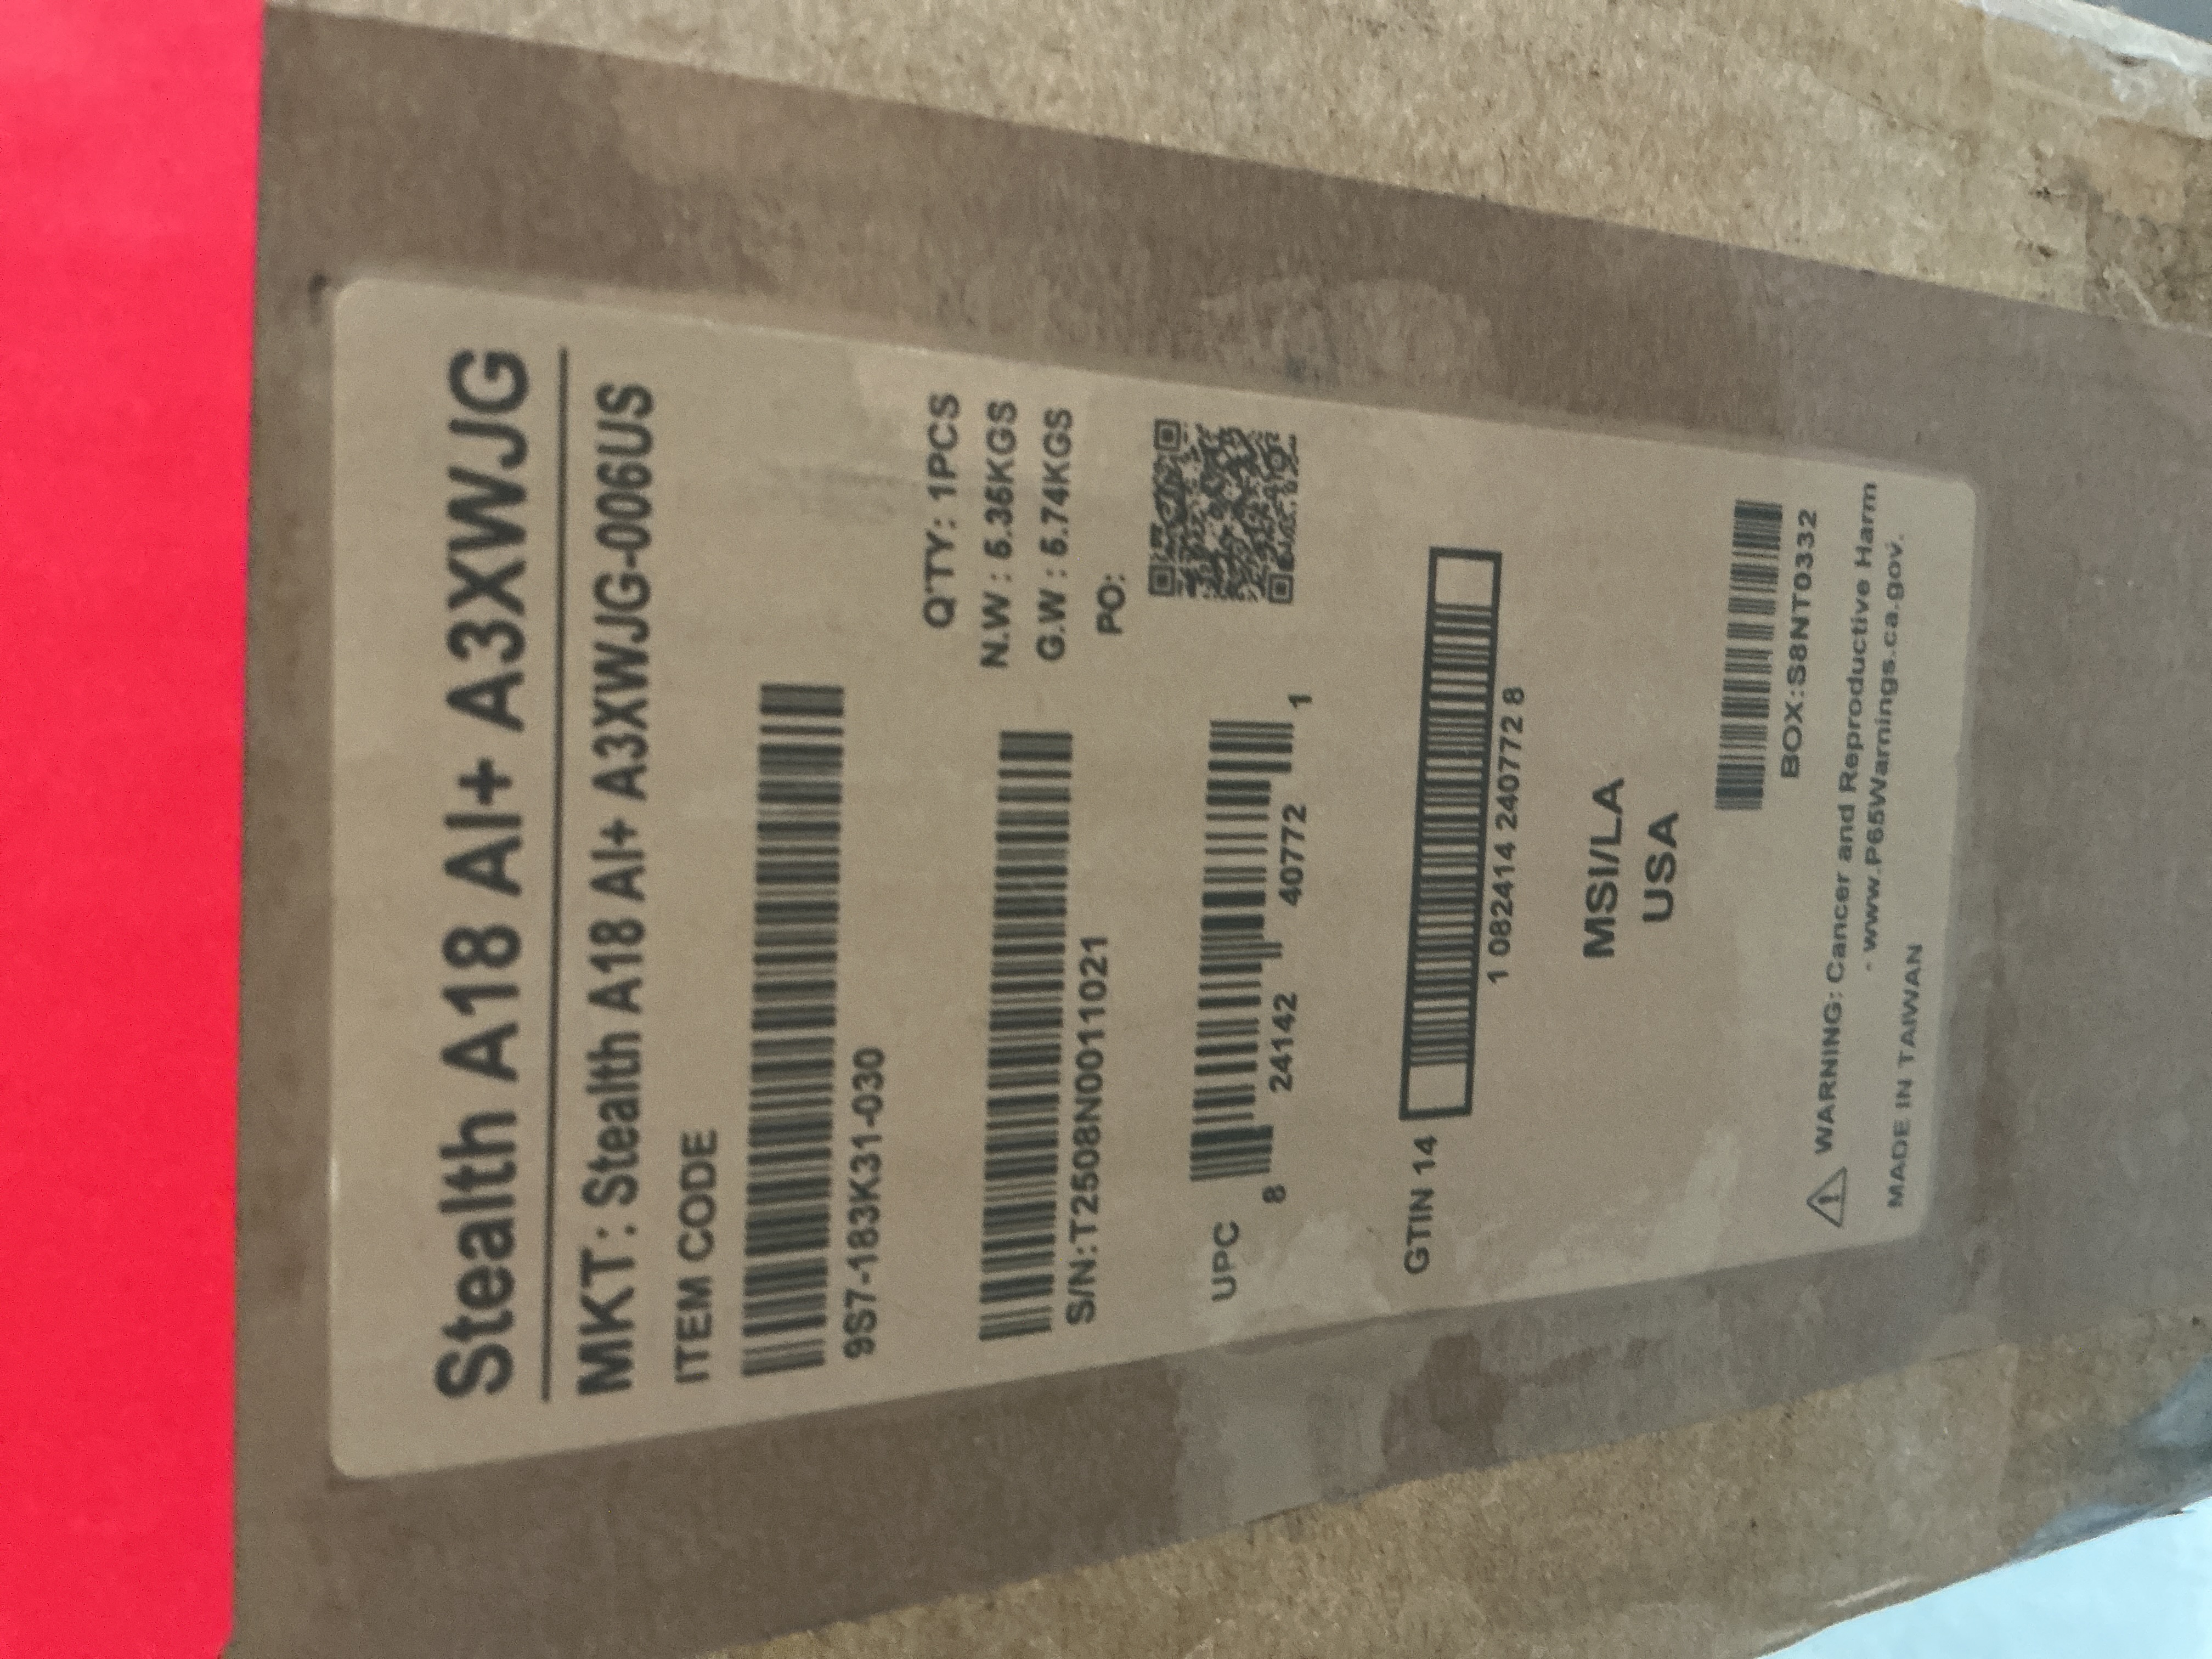 Stealth A18 AI+ A3XWJG
MKT: Stealth A18 AI+ A3XWJG-006US
ITEM CODE
9S7-183K31-030
QTY: 1PCS
N.W : 5.35KGS
G.W : 5.74KGS
PO:
S/N:T2508N0011021
UPC
8 24142 40772 1
GTIN 14
1 082414 240772 8
MSI/LA
USA
BOX:S8NT0332
WARNING: Cancer and Reproductive Harm
- www.P65Warnings.ca.gov.
MADE IN TAIWAN